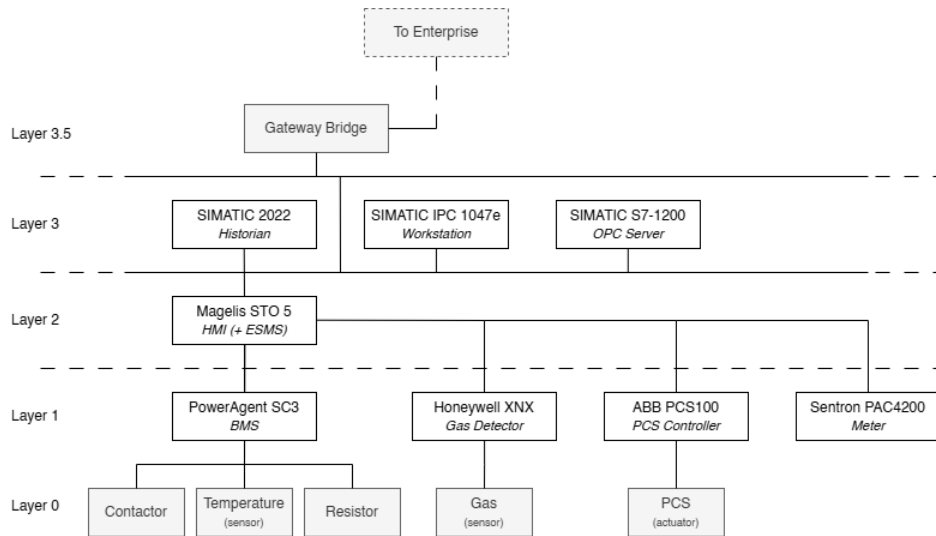 To Enterprise
Layer 3.5
Gateway Bridge
Layer 3
SIMATIC 2022
Historian
SIMATIC IPC 1047e
Workstation
SIMATIC S7-1200
OPC Server
Layer 2
Magelis STO 5
HMI (+ ESMS)
Layer 1
PowerAgent SC3
BMS
Honeywell XNX
Gas Detector
ABB PCS100
PCS Controller
Sentron PAC4200
Meter
Layer 0
Contactor
Temperature
(sensor)
Resistor
Gas
(sensor)
PCS
(actuator)